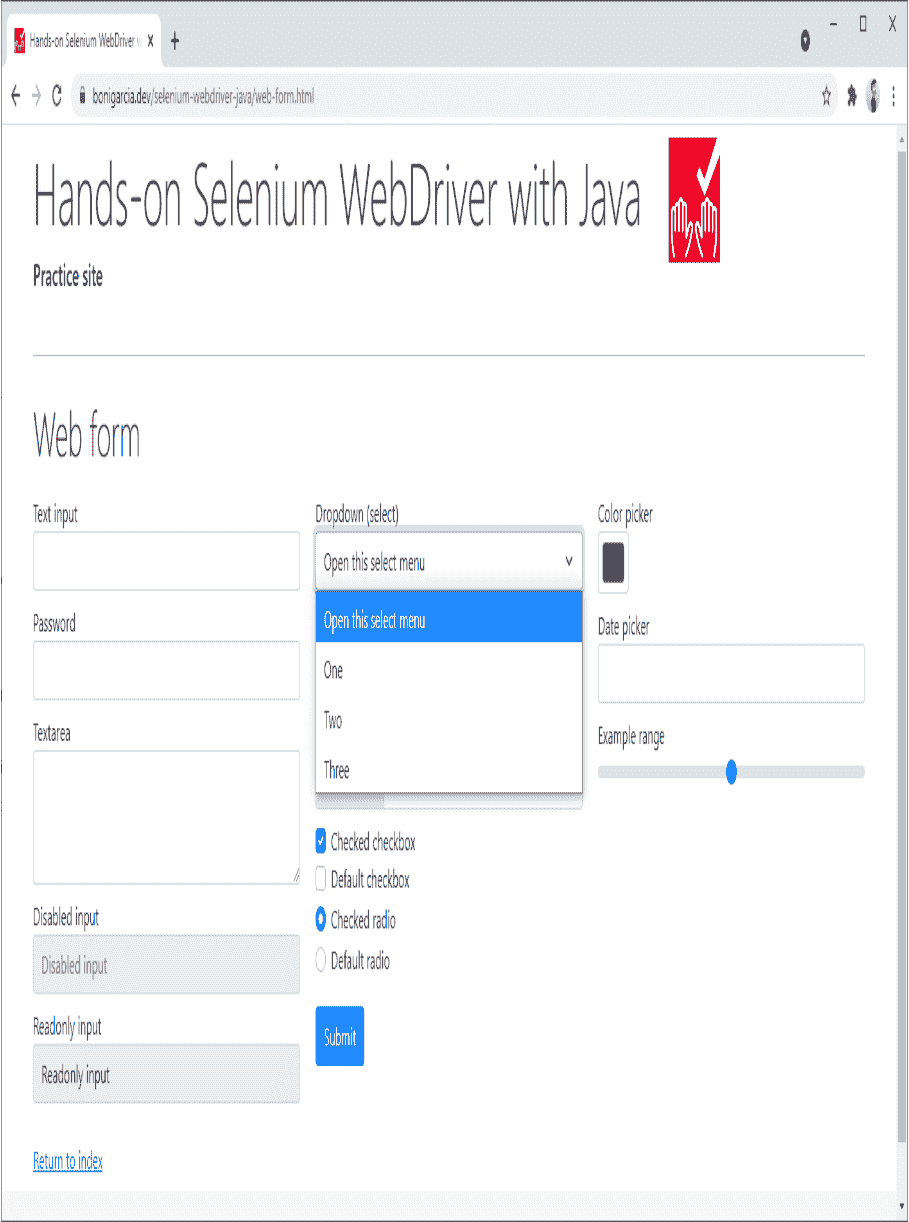 Hands-on Selenium WebDriver w
bonigarcia.dev/selenium-webdriver-java/web-form.html
Hands-on Selenium WebDriver with Java
Practice site
Web form
Text input
Password
Textarea
Disabled input
Disabled input
Readonly input
Readonly input
Return to index
Dropdown (select)
Open this select menu
Open this select menu
One
Two
Three
Checked checkbox
Default checkbox
Checked radio
Default radio
Submit
Color picker
Date picker
Example range